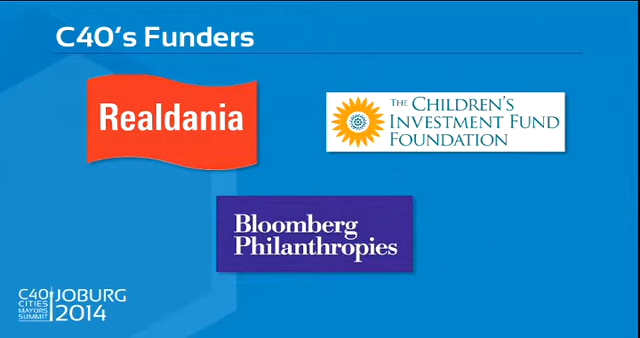 C40's Funders
Realdania
THE CHILDREN'S
INVESTMENT FUND
FOUNDATION
Bloomberg
Philanthropies
C40
CITIES
MAYORS
SUMMIT
JOBURG
2014